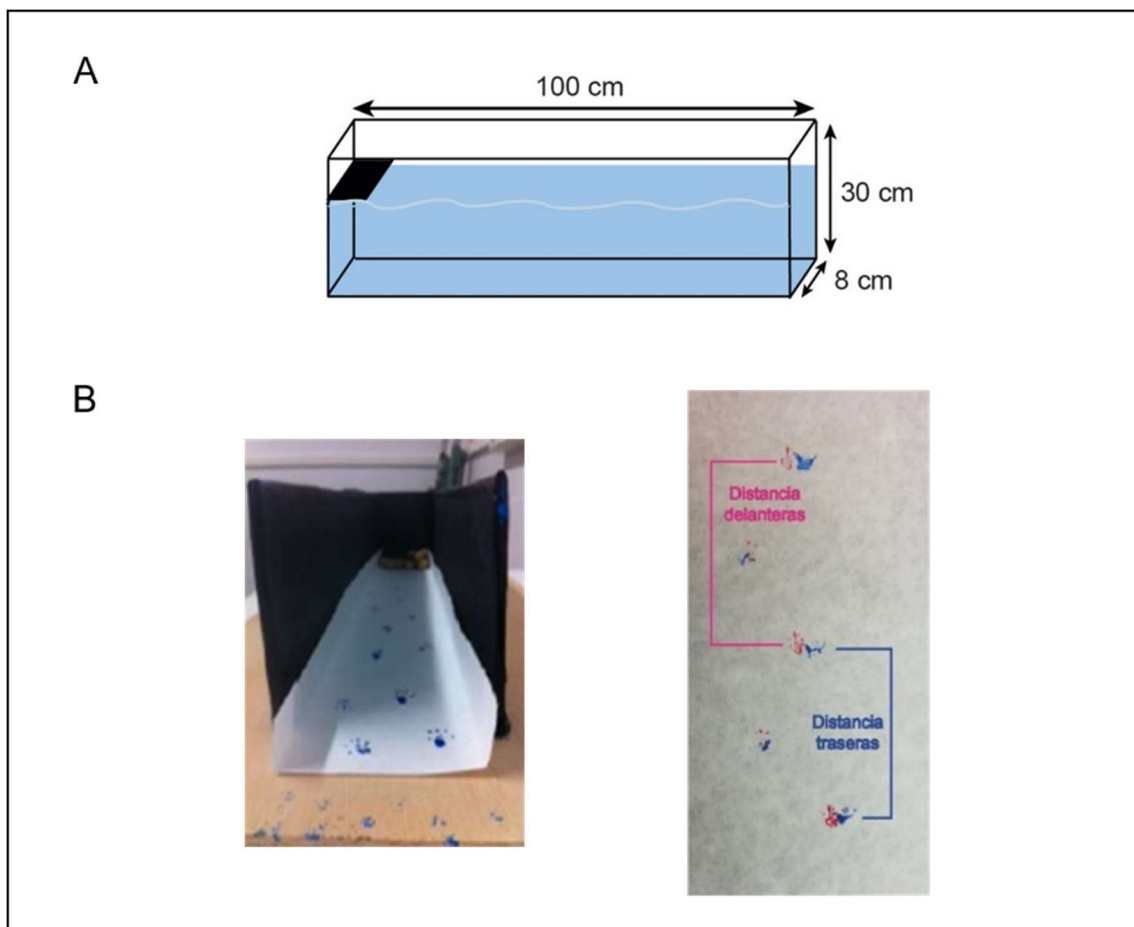 A
100 cm
30 cm
8 cm
B
Distancia
delanteras
Distancia
traseras